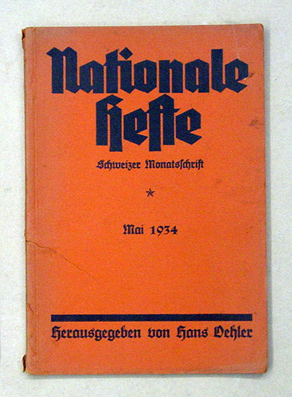 Nationale
Hefte
Schweizer Monatsschrift
*
Mai 1934
Herausgegeben von Hans Oehler